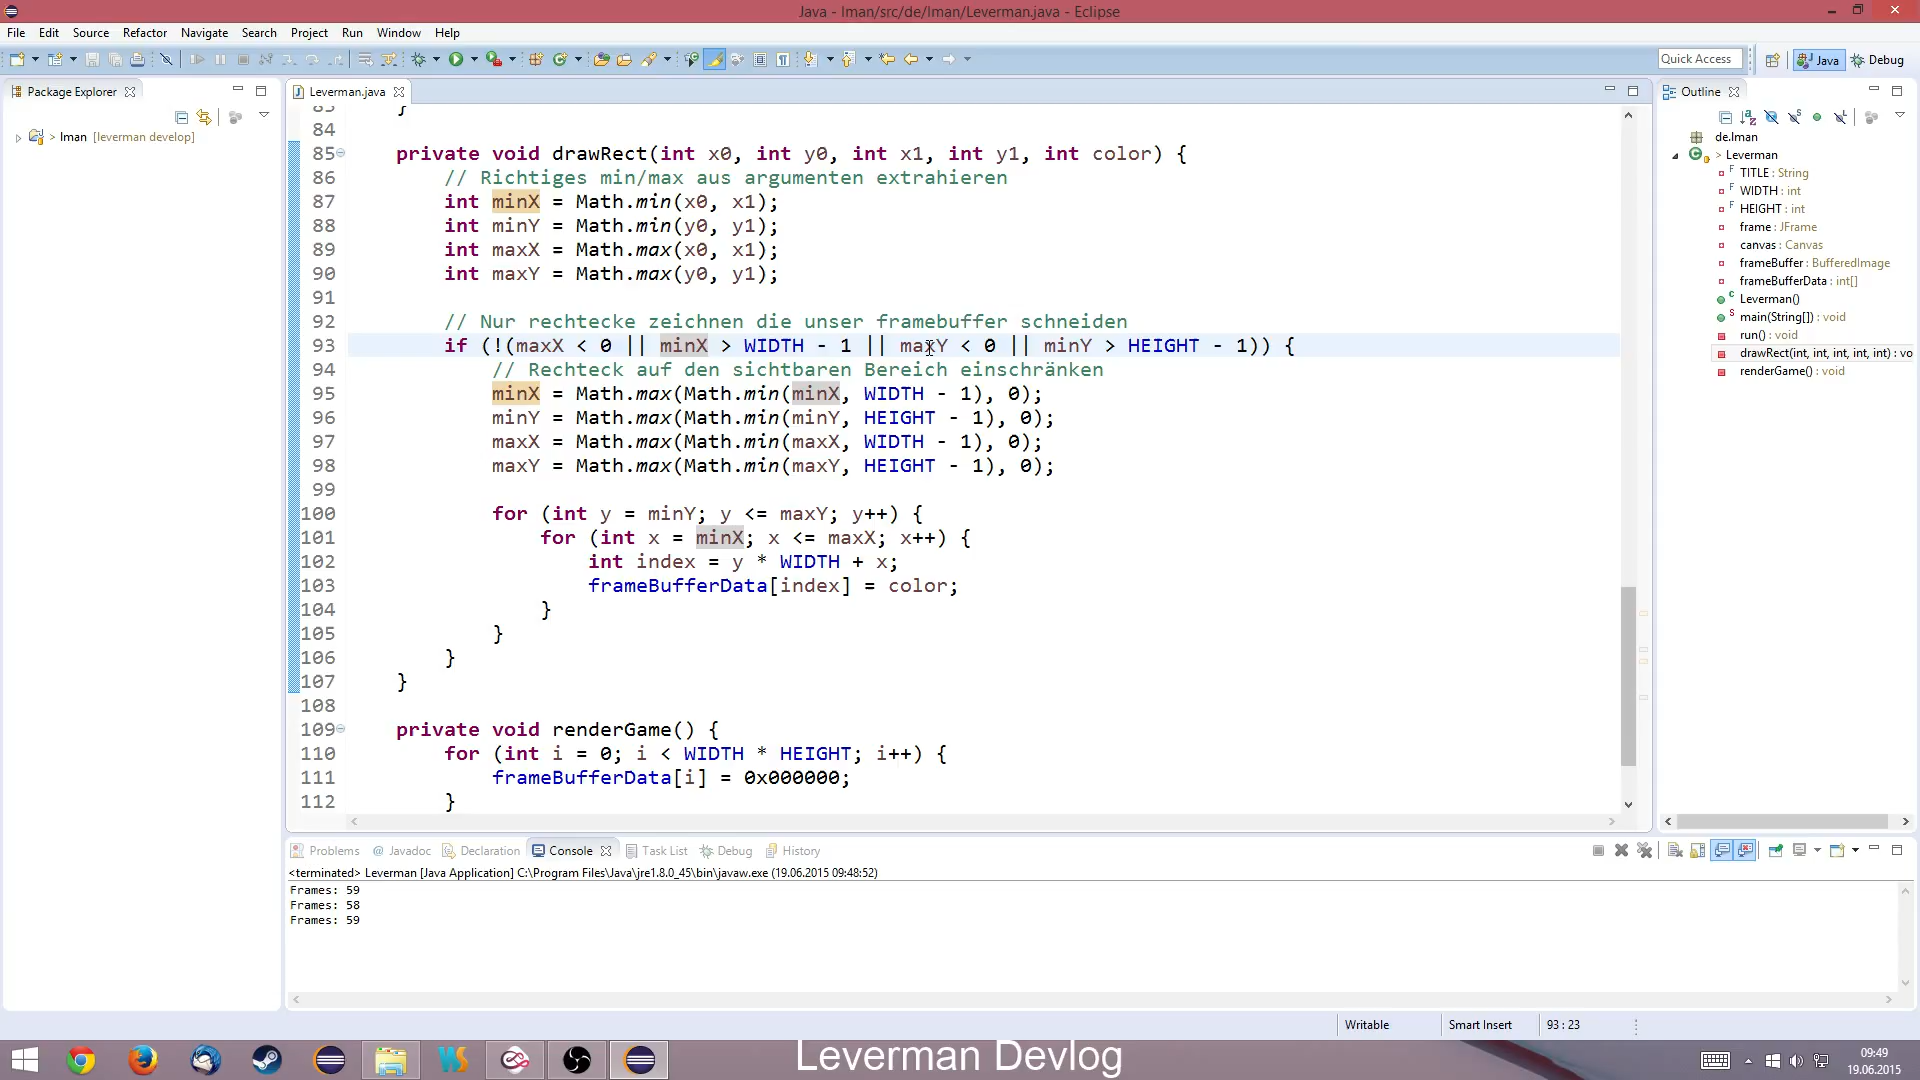 Java - lman/src/de/lman/Leverman.java - Eclipse
File Edit Source Refactor Navigate Search Project Run Window Help
Quick Access
Java
Debug
Package Explorer
> lman [leverman develop]
Leverman.java
83 }
84
85 private void drawRect(int x0, int y0, int x1, int y1, int color) {
86 // Richtiges min/max aus argumenten extrahieren
87 int minX = Math.min(x0, x1);
88 int minY = Math.min(y0, y1);
89 int maxX = Math.max(x0, x1);
90 int maxY = Math.max(y0, y1);
91
92 // Nur rechtecke zeichnen die unser framebuffer schneiden
93 if (!(maxX < 0 || minX > WIDTH - 1 || maxY < 0 || minY > HEIGHT - 1)) {
94 // Rechteck auf den sichtbaren Bereich einschränken
95 minX = Math.max(Math.min(minX, WIDTH - 1), 0);
96 minY = Math.max(Math.min(minY, HEIGHT - 1), 0);
97 maxX = Math.max(Math.min(maxX, WIDTH - 1), 0);
98 maxY = Math.max(Math.min(maxY, HEIGHT - 1), 0);
99
100 for (int y = minY; y <= maxY; y++) {
101 for (int x = minX; x <= maxX; x++) {
102 int index = y * WIDTH + x;
103 frameBufferData[index] = color;
104 }
105 }
106 }
107 }
108
109 private void renderGame() {
110 for (int i = 0; i < WIDTH * HEIGHT; i++) {
111 frameBufferData[i] = 0x000000;
112 }
Outline
de.lman
> Leverman
TITLE : String
WIDTH : int
HEIGHT : int
frame : JFrame
canvas : Canvas
frameBuffer : BufferedImage
frameBufferData : int[]
Leverman()
main(String[]) : void
run() : void
drawRect(int, int, int, int, int) : vo
renderGame() : void
Problems Javadoc Declaration Console Task List Debug History
<terminated> Leverman [Java Application] C:\Program Files\Java\jre1.8.0_45\bin\javaw.exe (19.06.2015 09:48:52)
Frames: 59
Frames: 58
Frames: 59
Writable Smart Insert 93 : 23
Leverman Devlog
09:49
19.06.2015